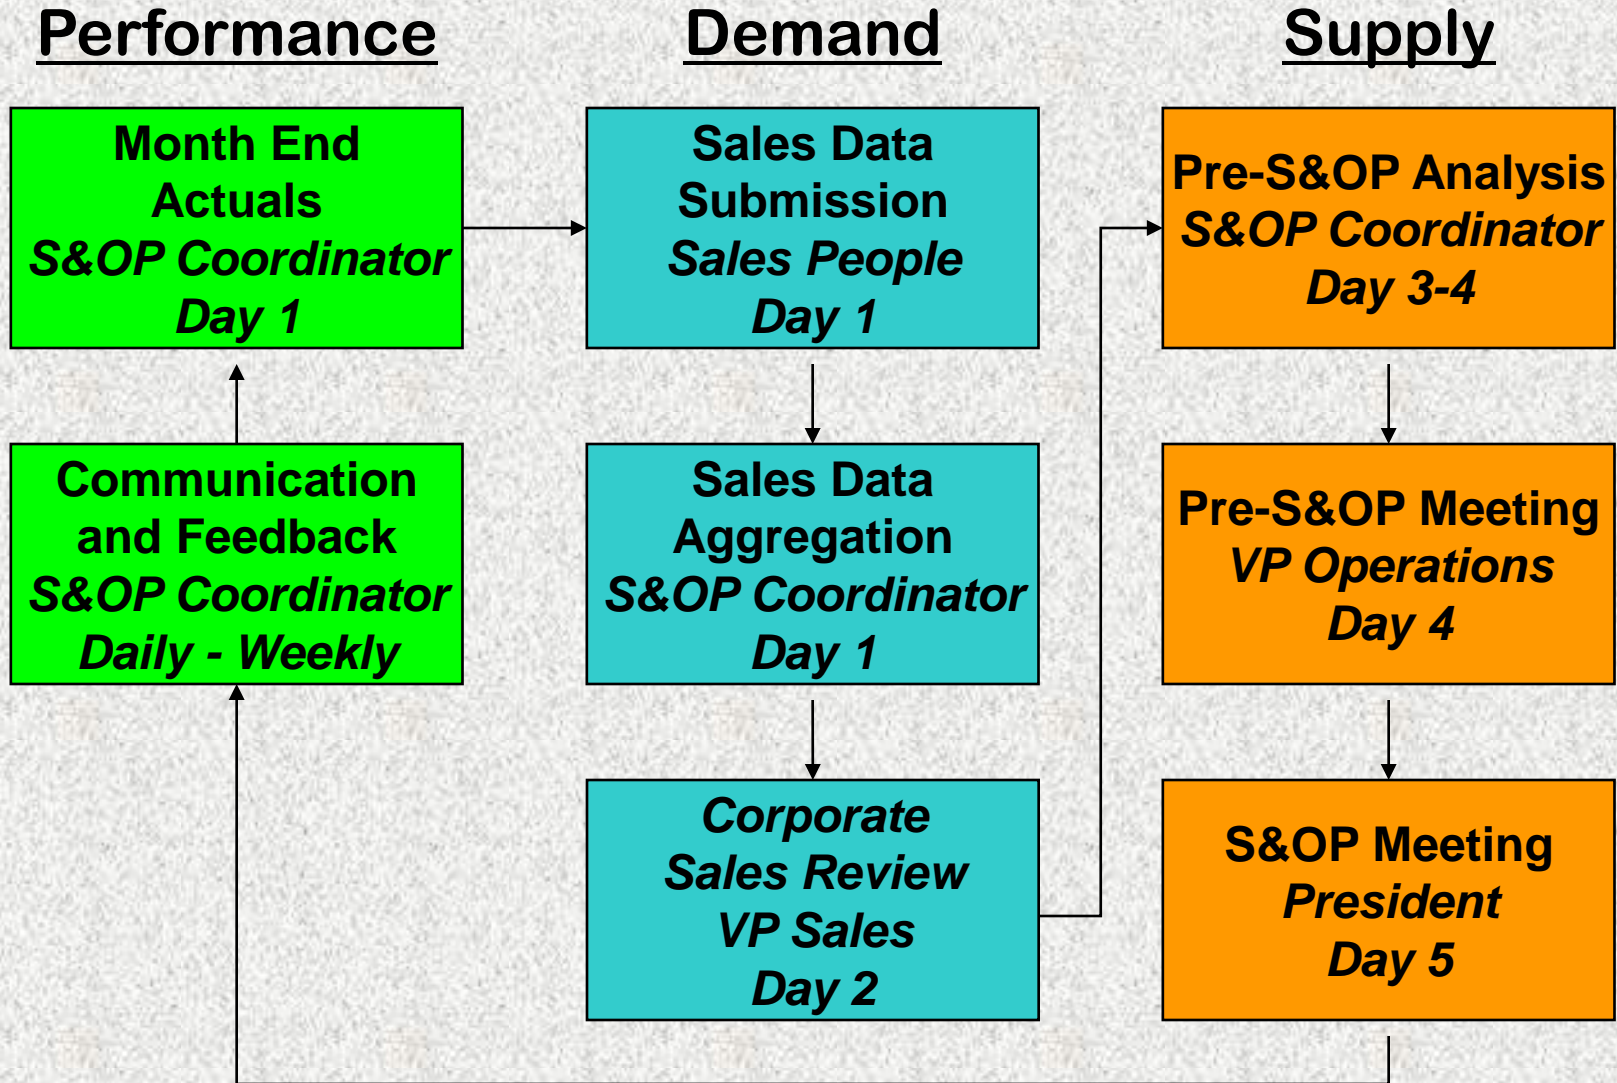 Performance
Month End
Actuals
S&OP Coordinator
Day 1
Communication
and Feedback
S&OP Coordinator
Daily - Weekly
Demand
Sales Data
Submission
Sales People
Day 1
Sales Data
Aggregation
S&OP Coordinator
Day 1
Corporate
Sales Review
VP Sales
Day 2
Supply
Pre-S&OP Analysis
S&OP Coordinator
Day 3-4
Pre-S&OP Meeting
VP Operations
Day 4
S&OP Meeting
President
Day 5